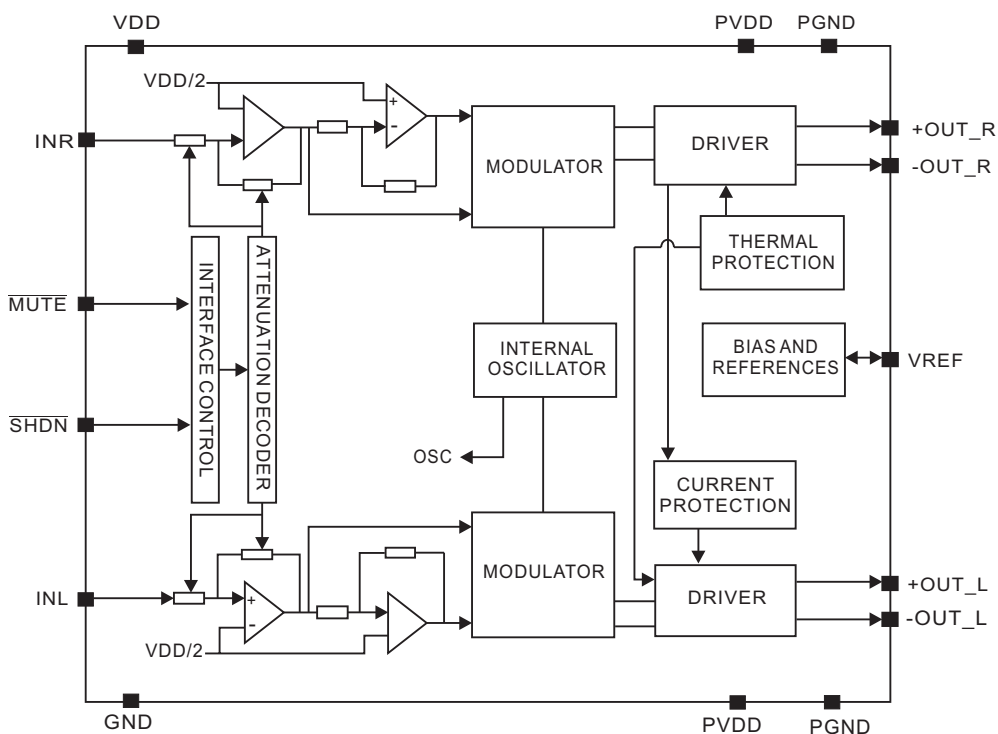 VDD
PVDD
PGND
VDD/2
+
-
INR
MODULATOR
DRIVER
+OUT_R
-OUT_R
THERMAL
PROTECTION
MUTE
SHDN
INTERFACE CONTROL
ATTENUATION DECODER
INTERNAL
OSCILLATOR
BIAS AND
REFERENCES
VREF
OSC
CURRENT
PROTECTION
MODULATOR
DRIVER
INL
+
-
+OUT_L
-OUT_L
VDD/2
GND
PVDD
PGND